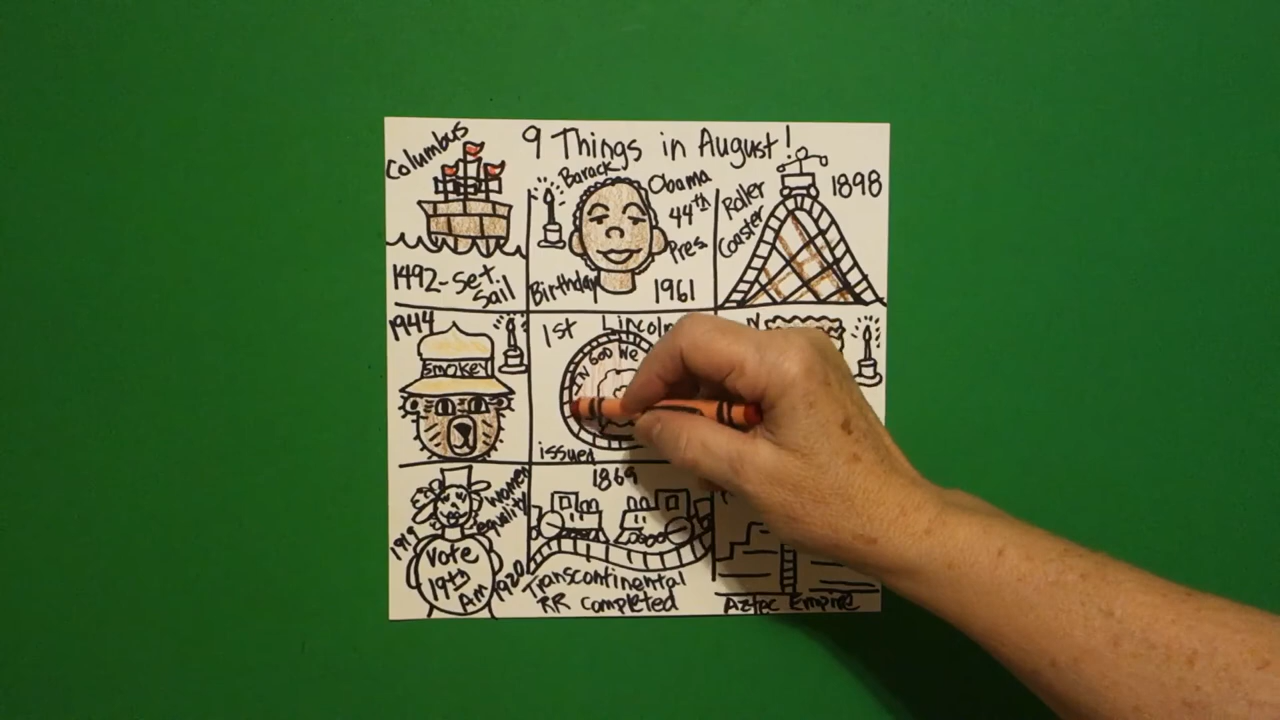 9 Things in August!
Columbus
1492-Set
Sail
Barack
Obama
44th
Pres.
Birthday
1961
Roller
Coaster
1898
1944
SMOKEY
1st Lincoln
IN GOD WE
issued
Women
equality
1919
Vote
19th
Am
1920
1869
Transcontinental
RR Completed
Aztec Empire